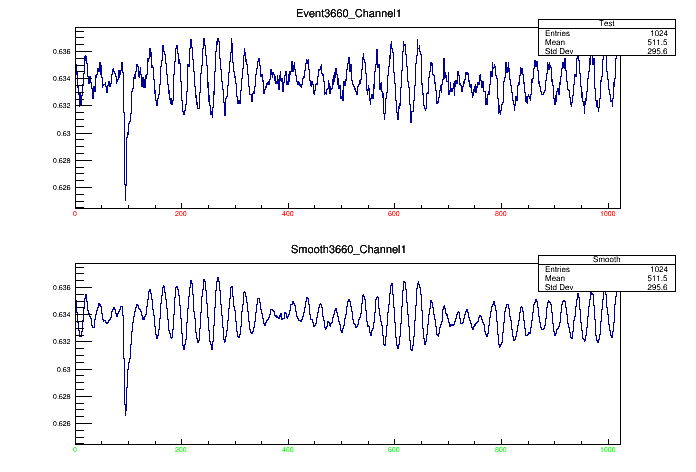 Event3660_Channel1
Test
Entries 1024
Mean 511.5
Std Dev 295.6
0.636
0.634
0.632
0.63
0.628
0.626
0 200 400 600 800 1000
Smooth3660_Channel1
Smooth
Entries 1024
Mean 511.5
Std Dev 295.6
0.636
0.634
0.632
0.63
0.628
0.626
0 200 400 600 800 1000